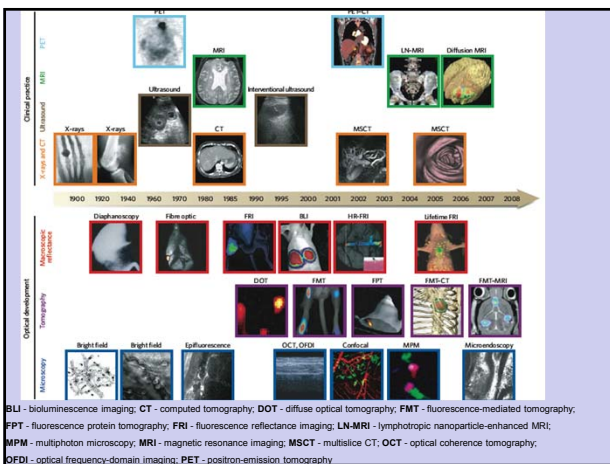 PET PET-CT
MRI LN-MRI Diffusion MRI
Ultrasound Interventional ultrasound
X-rays X-rays CT MSCT MSCT
Clinical practice
PET
MRI
Ultrasound
X-rays and CT
1900 1920 1940 1960 1970 1980 1985 1990 1995 2000 2001 2002 2003 2004 2005 2006 2007 2008
Optical development
Macroscopic reflectance
Tomography
Microscopy
Diaphanoscopy Fibre optic FRI BLI HR-FRI Lifetime FRI
DOT FMT FPT FMT-CT FMT-MRI
Bright field Bright field Epifluorescence OCT, OFDI Confocal MPM Microendoscopy
BLI - bioluminescence imaging; CT - computed tomography; DOT - diffuse optical tomography; FMT - fluorescence-mediated tomography;
FPT - fluorescence protein tomography; FRI - fluorescence reflectance imaging; LN-MRI - lymphotropic nanoparticle-enhanced MRI;
MPM - multiphoton microscopy; MRI - magnetic resonance imaging; MSCT - multislice CT; OCT - optical coherence tomography;
OFDI - optical frequency-domain imaging; PET - positron-emission tomography